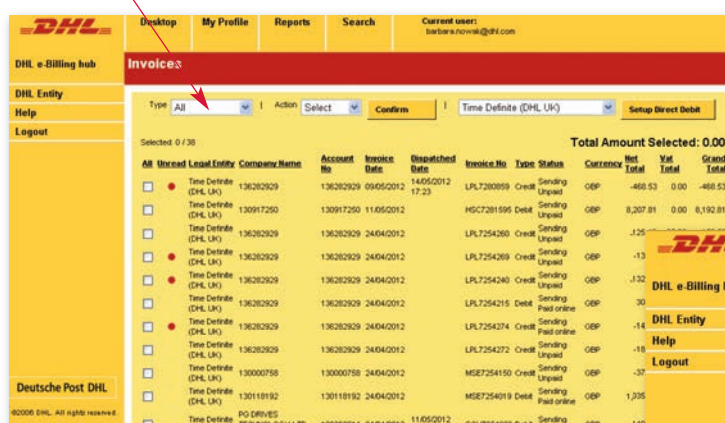 DHL
Desktop My Profile Reports Search Current user:
barbara.nowak@dhl.com
DHL e-Billing hub
Invoices
DHL Entity
Help
Logout
Type All | Action Select Confirm | Time Definite (DHL UK) Setup Direct Debit
Selected: 0 / 38 Total Amount Selected: 0.00
All Unread Legal Entity Company Name Account No Invoice Date Dispatched Date Invoice No Type Status Currency Net Total Vat Total Grand Total
Time Definite (DHL UK) 136282929 136282929 09/05/2012 14/05/2012 17:23 LPL7280859 Credit Sending Unpaid GBP -468.53 0.00 -468.53
Time Definite (DHL UK) 130917250 130917250 11/05/2012 HSC7281595 Debit Sending Unpaid GBP 8,207.81 0.00 8,192.81
Time Definite (DHL UK) 136282929 136282929 24/04/2012 LPL7254260 Credit Sending Unpaid GBP
Time Definite (DHL UK) 136282929 136282929 24/04/2012 LPL7254269 Credit Sending Unpaid GBP -13
Time Definite (DHL UK) 136282929 136282929 24/04/2012 LPL7254240 Credit Sending Unpaid GBP -132
Time Definite (DHL UK) 136282929 136282929 24/04/2012 LPL7254215 Debit Sending Paid online GBP 30
Time Definite (DHL UK) 136282929 136282929 24/04/2012 LPL7254274 Credit Sending Paid online GBP -14
Time Definite (DHL UK) 136282929 136282929 24/04/2012 LPL7254272 Credit Sending Unpaid GBP -18
Time Definite (DHL UK) 130000758 130000758 24/04/2012 MSE7254150 Credit Sending Unpaid GBP -37
Time Definite (DHL UK) 130118192 130118192 24/04/2012 MSE7254019 Debit Sending Paid online GBP 1,035
Time Definite PG DRIVES 11/05/2012 Sending
Deutsche Post DHL
©2006 DHL. All rights reserved.
DHL e-Billing
DHL Entity
Help
Logout